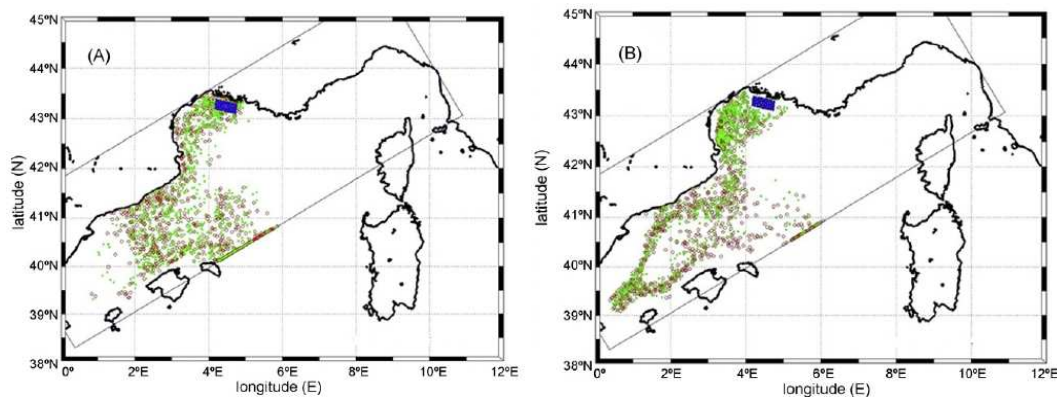 (A)
45ºN
44ºN
43ºN
42ºN
41ºN
40ºN
39ºN
38ºN
0º
2ºE
4ºE
6ºE
8ºE
10ºE
12ºE
latitude (N)
longitude (E)
(B)
45ºN
44ºN
43ºN
42ºN
41ºN
40ºN
39ºN
38ºN
0º
2ºE
4ºE
6ºE
8ºE
10ºE
12ºE
latitude (N)
longitude (E)